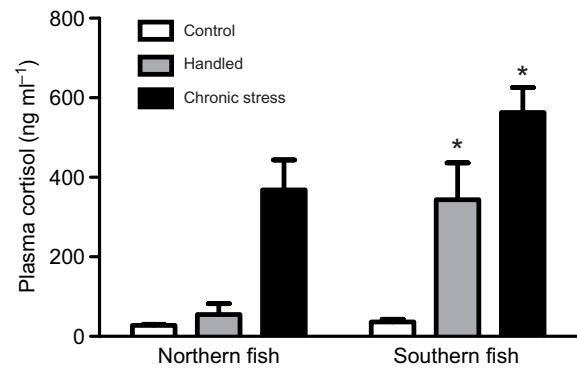 800
600
400
200
0
Plasma cortisol (ng ml⁻¹)
Control
Handled
Chronic stress
*
*
Northern fish
Southern fish